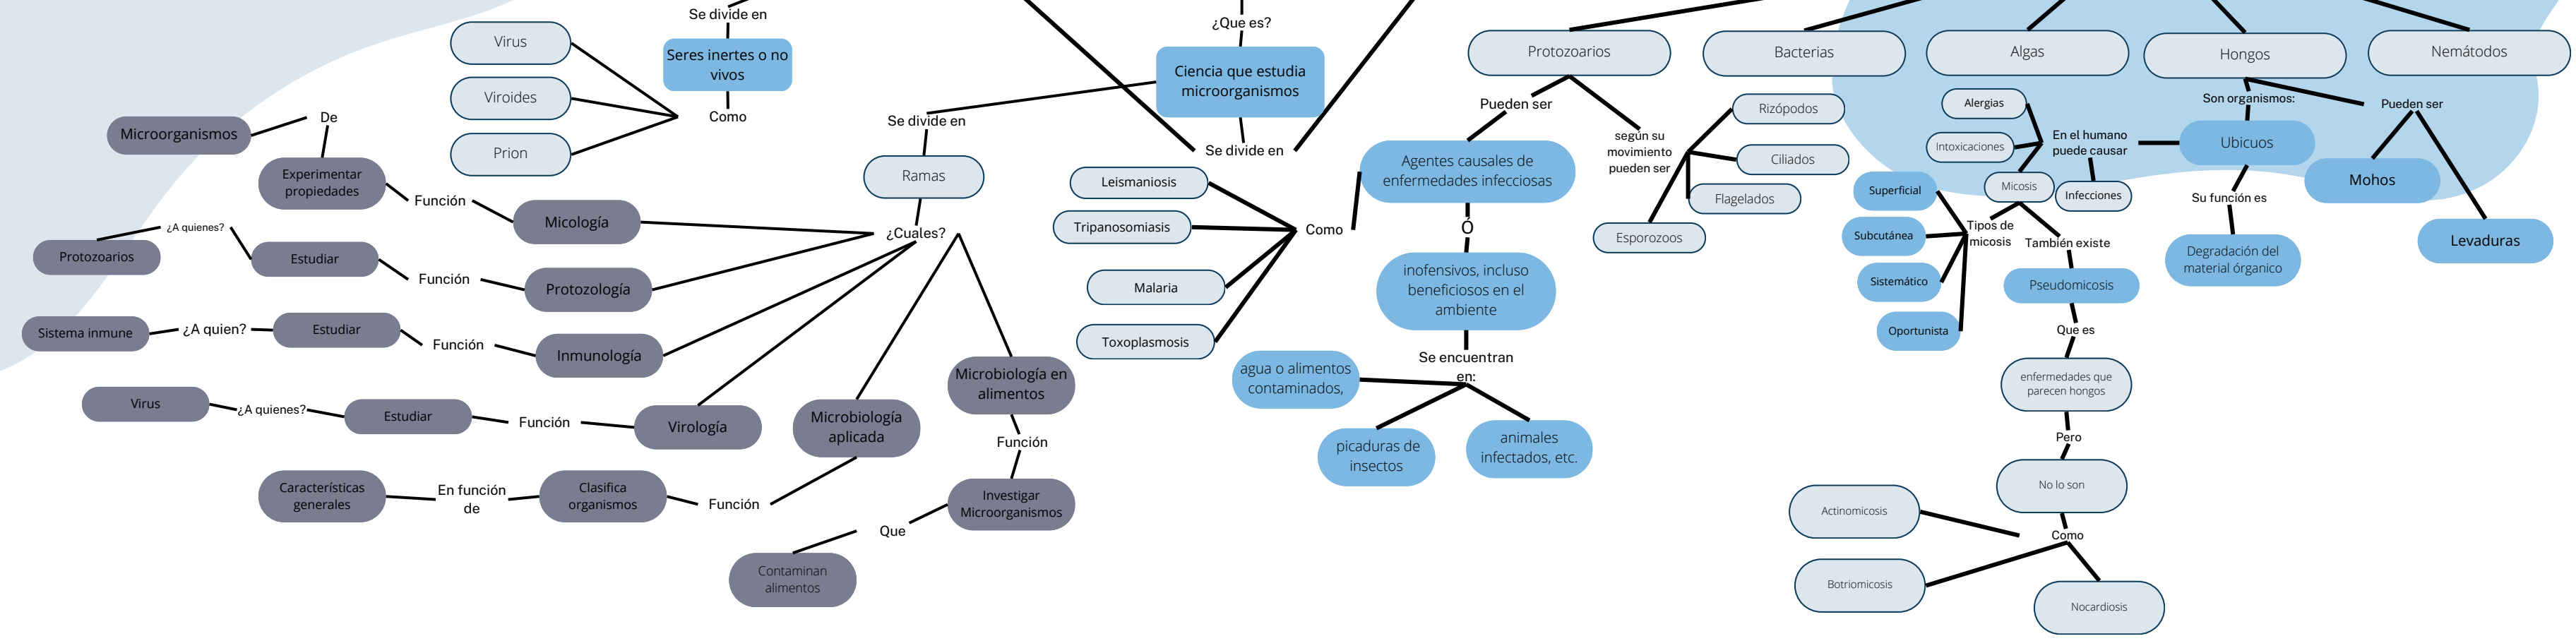 Se divide en
Seres inertes o no
vivos
Como
Virus
Viroides
Prion
¿Que es?
Ciencia que estudia
microorganismos
Se divide en
Se divide en
Ramas
¿Cuales?
Micología
Función
Experimentar
propiedades
De
Microorganismos
Protozología
Función
Estudiar
¿A quienes?
Protozoarios
Inmunología
Función
Estudiar
¿A quien?
Sistema inmune
Virología
Función
Estudiar
¿A quienes?
Virus
Microbiología
aplicada
Función
Clasifica
organismos
En función
de
Características
generales
Microbiología en
alimentos
Función
Investigar
Microorganismos
Que
Contaminan
alimentos
Protozoarios
Pueden ser
Agentes causales de
enfermedades infecciosas
Como
Leismaniosis
Tripanosomiasis
Malaria
Toxoplasmosis
Ó
inofensivos, incluso
beneficiosos en el
ambiente
Se encuentran
en:
agua o alimentos
contaminados,
picaduras de
insectos
animales
infectados, etc.
según su
movimiento
pueden ser
Rizópodos
Ciliados
Flagelados
Esporozoos
Bacterias
Algas
Hongos
Nemátodos
Son organismos:
Ubicuos
Su función es
Degradación del
material órganico
Pueden ser
Mohos
Levaduras
En el humano
puede causar
Alergias
Intoxicaciones
Micosis
Infecciones
Tipos de
micosis
Superficial
Subcutánea
Sistemático
Oportunista
También existe
Pseudomicosis
Que es
enfermedades que
parecen hongos
Pero
No lo son
Como
Actinomicosis
Botriomicosis
Nocardiosis